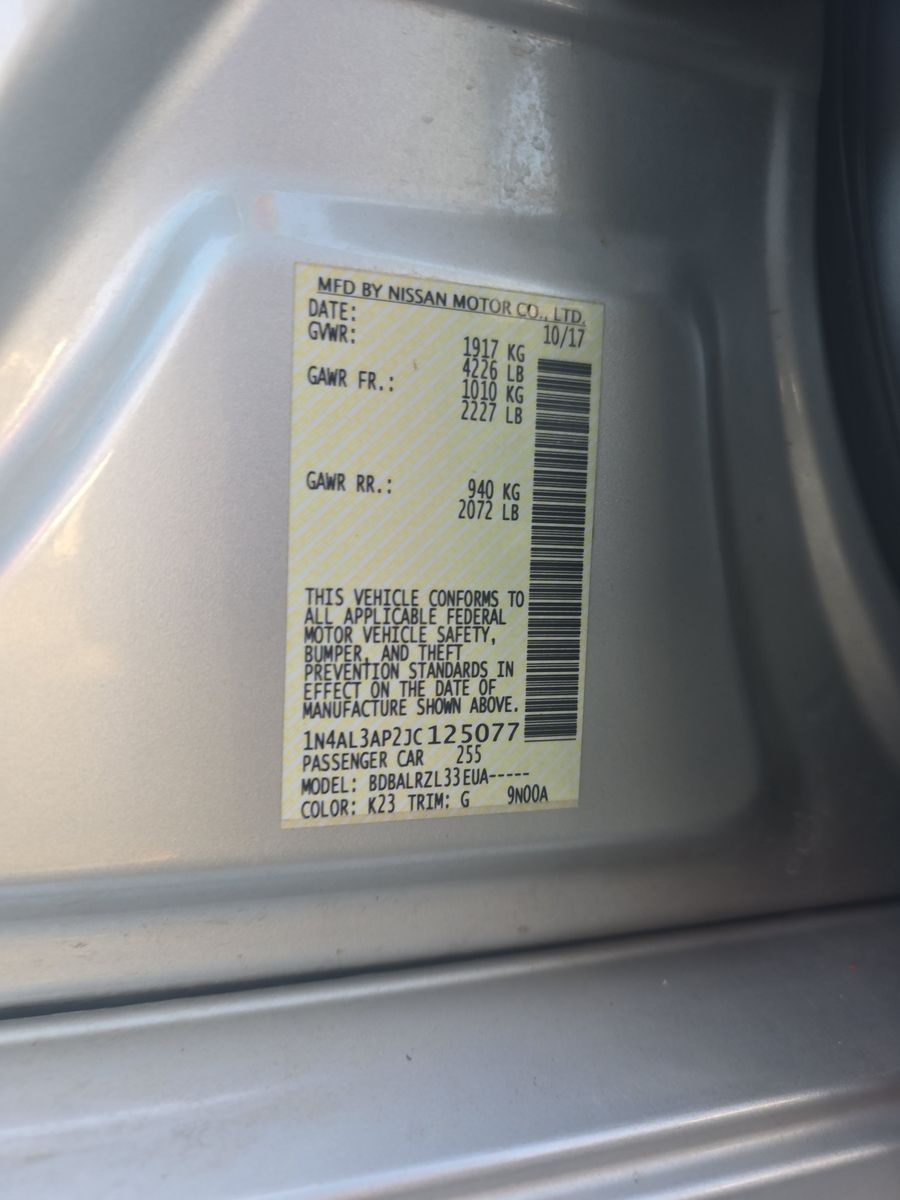 MFD BY NISSAN MOTOR CO., LTD.
DATE: 10/17
GVWR: 1917 KG
4226 LB
GAWR FR.: 1010 KG
2227 LB
GAWR RR.: 940 KG
2072 LB
THIS VEHICLE CONFORMS TO
ALL APPLICABLE FEDERAL
MOTOR VEHICLE SAFETY,
BUMPER, AND THEFT
PREVENTION STANDARDS IN
EFFECT ON THE DATE OF
MANUFACTURE SHOWN ABOVE.
1N4AL3AP2JC125077
PASSENGER CAR 255
MODEL: BDBALRZL33EUA-----
COLOR: K23 TRIM: G 9N00A